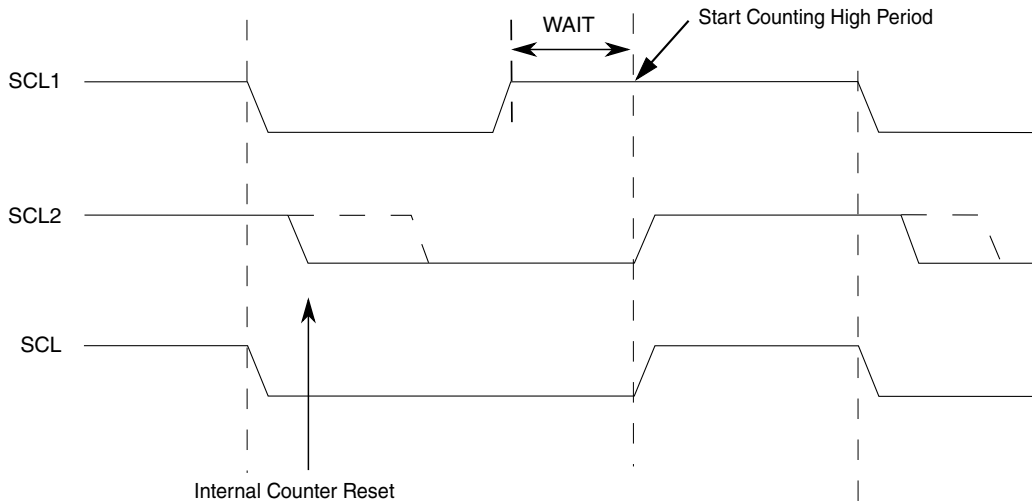 Start Counting High Period
WAIT
SCL1
SCL2
SCL
Internal Counter Reset